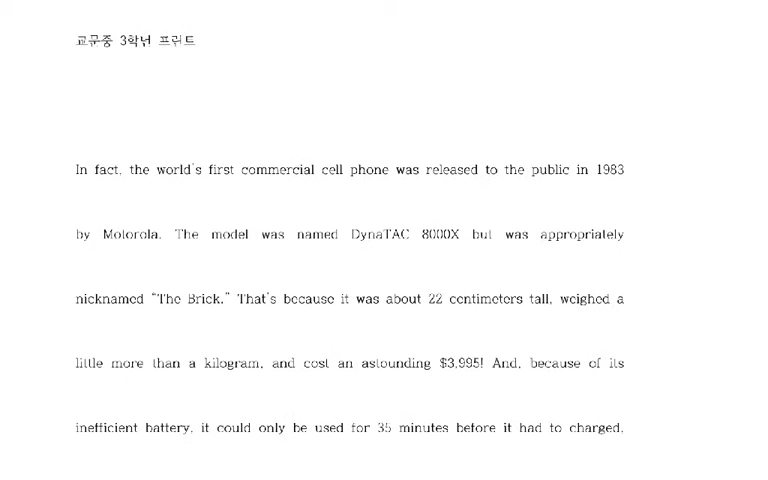 교문중 3학년 프린트
In fact, the world's first commercial cell phone was released to the public in 1983
by Motorola. The model was named DynaTAC 8000X but was appropriately
nicknamed “The Brick.” That's because it was about 22 centimeters tall, weighed a
little more than a kilogram, and cost an astounding $3,995! And, because of its
inefficient battery, it could only be used for 35 minutes before it had to charged.